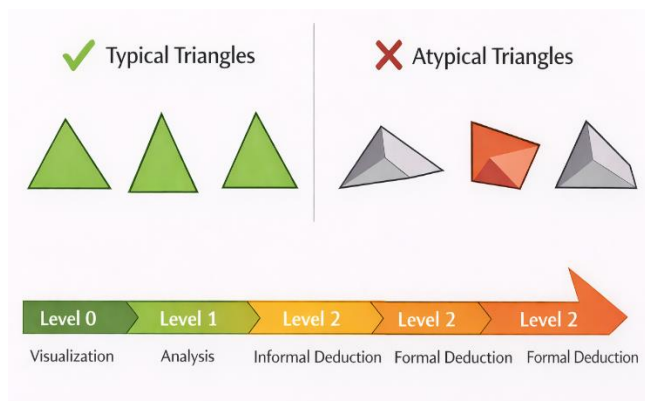 Typical Triangles
Atypical Triangles
Level 0
Level 1
Level 2
Level 2
Level 2
Visualization
Analysis
Informal Deduction
Formal Deduction
Formal Deduction